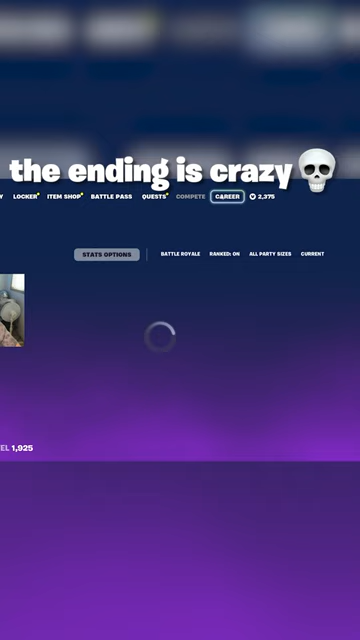 the ending is crazy
LOCKER ITEM SHOP BATTLE PASS QUESTS COMPETE CAREER 2,375
STATS OPTIONS BATTLE ROYALE RANKED: ON ALL PARTY SIZES CURRENT
EL 1,925